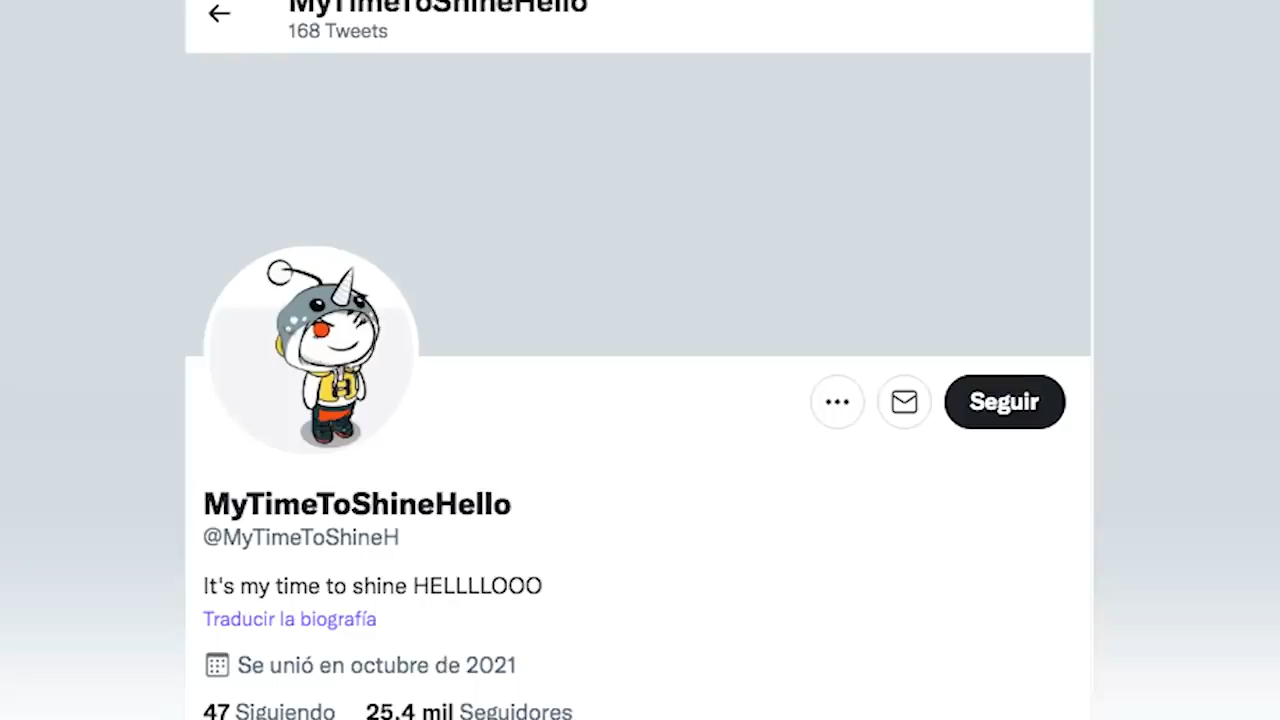 MyTimeToShineHello
168 Tweets
Seguir
MyTimeToShineHello
@MyTimeToShineH
It's my time to shine HELLLLOOO
Traducir la biografía
Se unió en octubre de 2021
47 Siguiendo 25.4 mil Seguidores